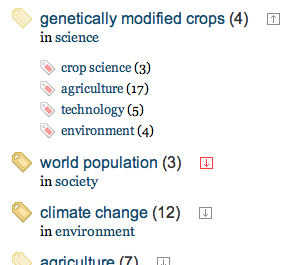 genetically modified crops (4)
in science
crop science (3)
agriculture (17)
technology (5)
environment (4)
world population (3)
in society
climate change (12)
in environment
agriculture (7)